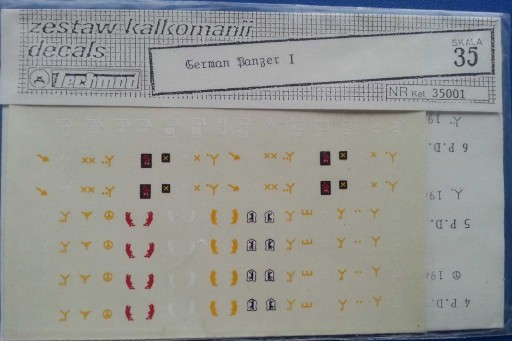 zestaw kalkomanii
decals
Techmod
German Panzer I
SKALA
35
NR Kat. 35001
6 P.D.
5 P.D.
4 P.D.